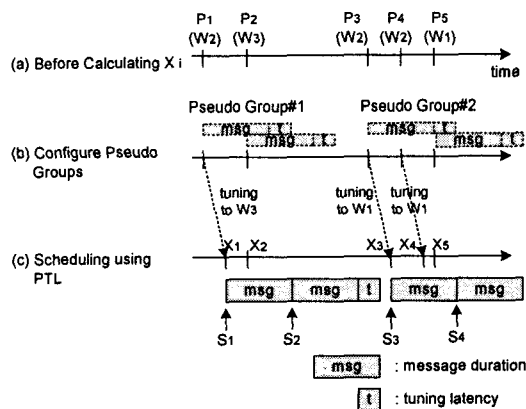 P1 P2 P3 P4 P5
(W2) (W3) (W2) (W2) (W1)
(a) Before Calculating X i
time
Pseudo Group#1 Pseudo Group#2
msg t msg t
msg t msg t
(b) Configure Pseudo
Groups
tuning tuning tuning
to W3 to W1 to W1
X1 X2 X3 X4 X5
(c) Scheduling using
PTL
msg msg t msg msg
S1 S2 S3 S4
msg : message duration
t : tuning latency